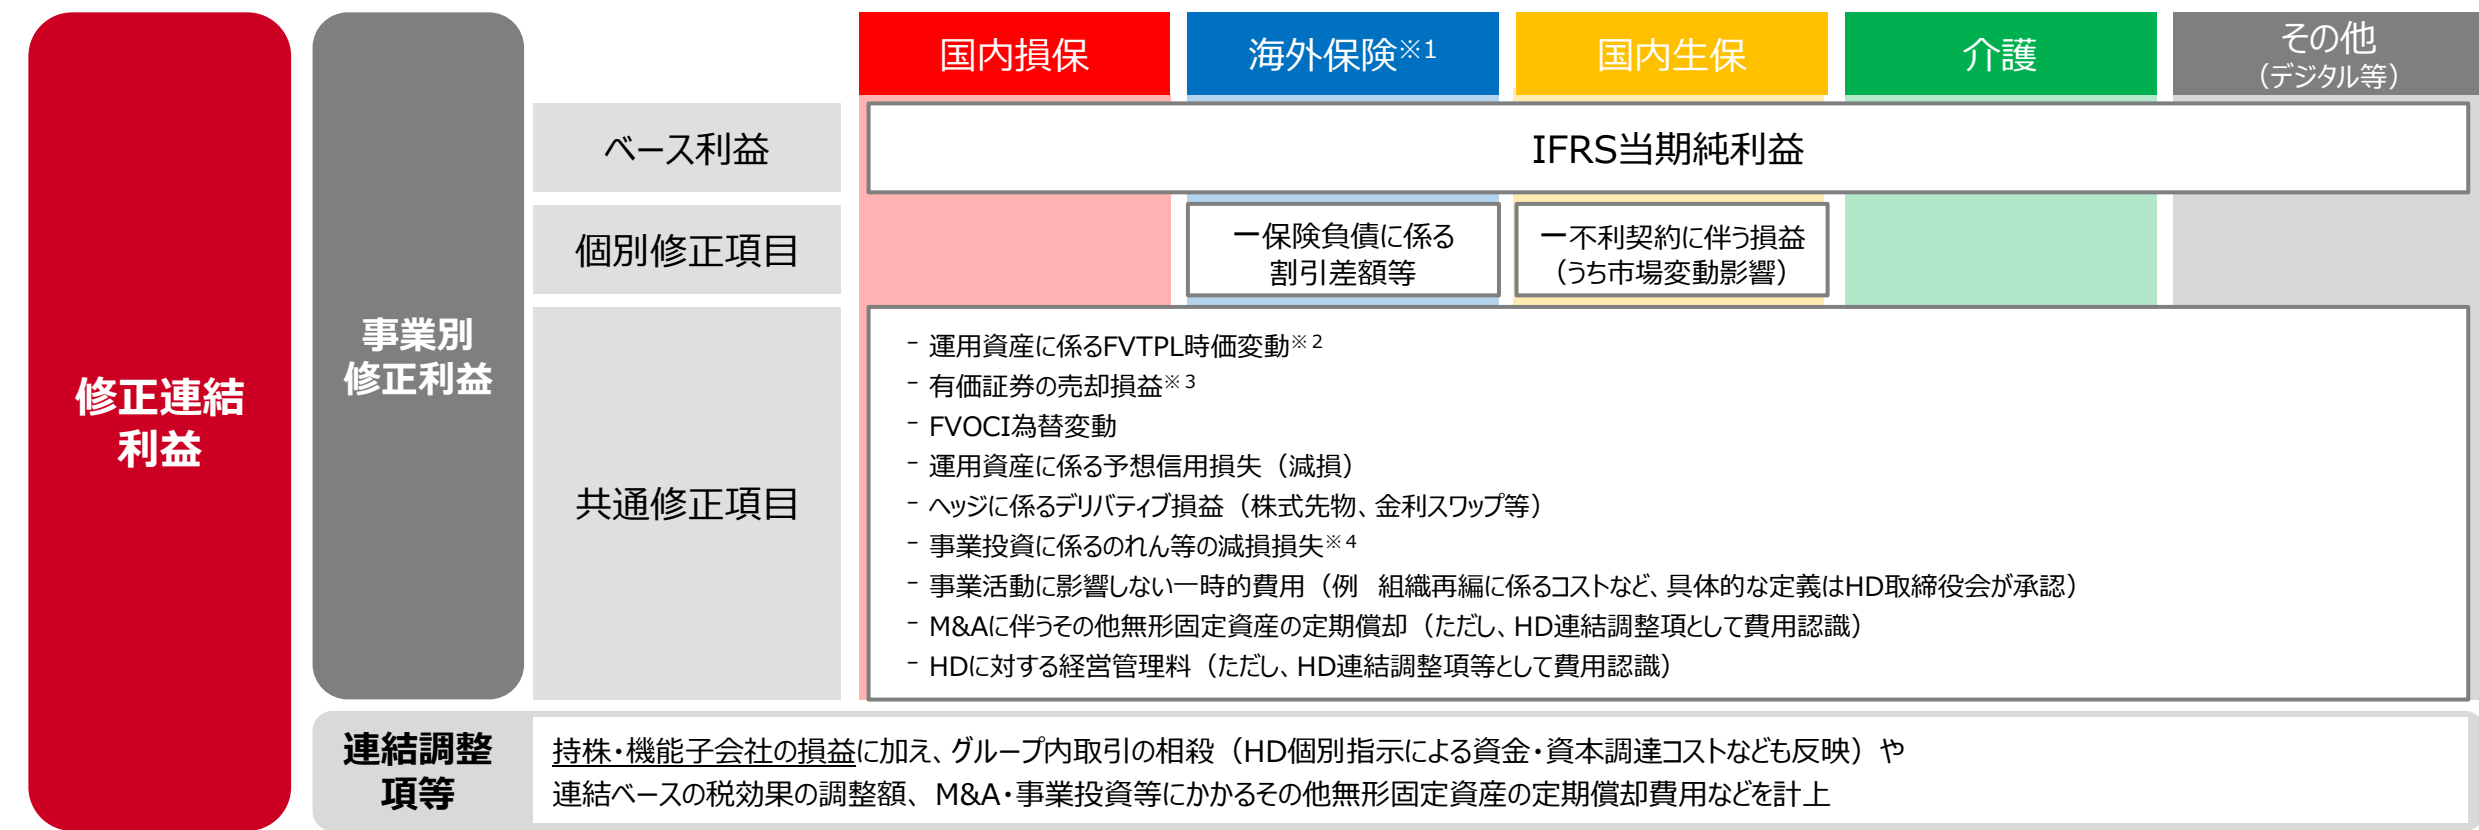 修正連結
利益
事業別
修正利益
国内損保
海外保険※1
国内生保
介護
その他
（デジタル等）
ベース利益
IFRS当期純利益
個別修正項目
ー保険負債に係る
割引差額等
ー不利契約に伴う損益
（うち市場変動影響）
共通修正項目
- 運用資産に係るFVTPL時価変動※2
- 有価証券の売却損益※3
- FVOCI為替変動
- 運用資産に係る予想信用損失（減損）
- ヘッジに係るデリバティブ損益（株式先物、金利スワップ等）
- 事業投資に係るのれん等の減損損失※4
- 事業活動に影響しない一時的費用（例　組織再編に係るコストなど、具体的な定義はHD取締役会が承認）
- M&Aに伴うその他無形固定資産の定期償却（ただし、HD連結調整項として費用認識）
- HDに対する経営管理料（ただし、HD連結調整項等として費用認識）
連結調整
項等
持株・機能子会社の損益に加え、グループ内取引の相殺（HD個別指示による資金・資本調達コストなども反映）や
連結ベースの税効果の調整額、M&A・事業投資等にかかるその他無形固定資産の定期償却費用などを計上